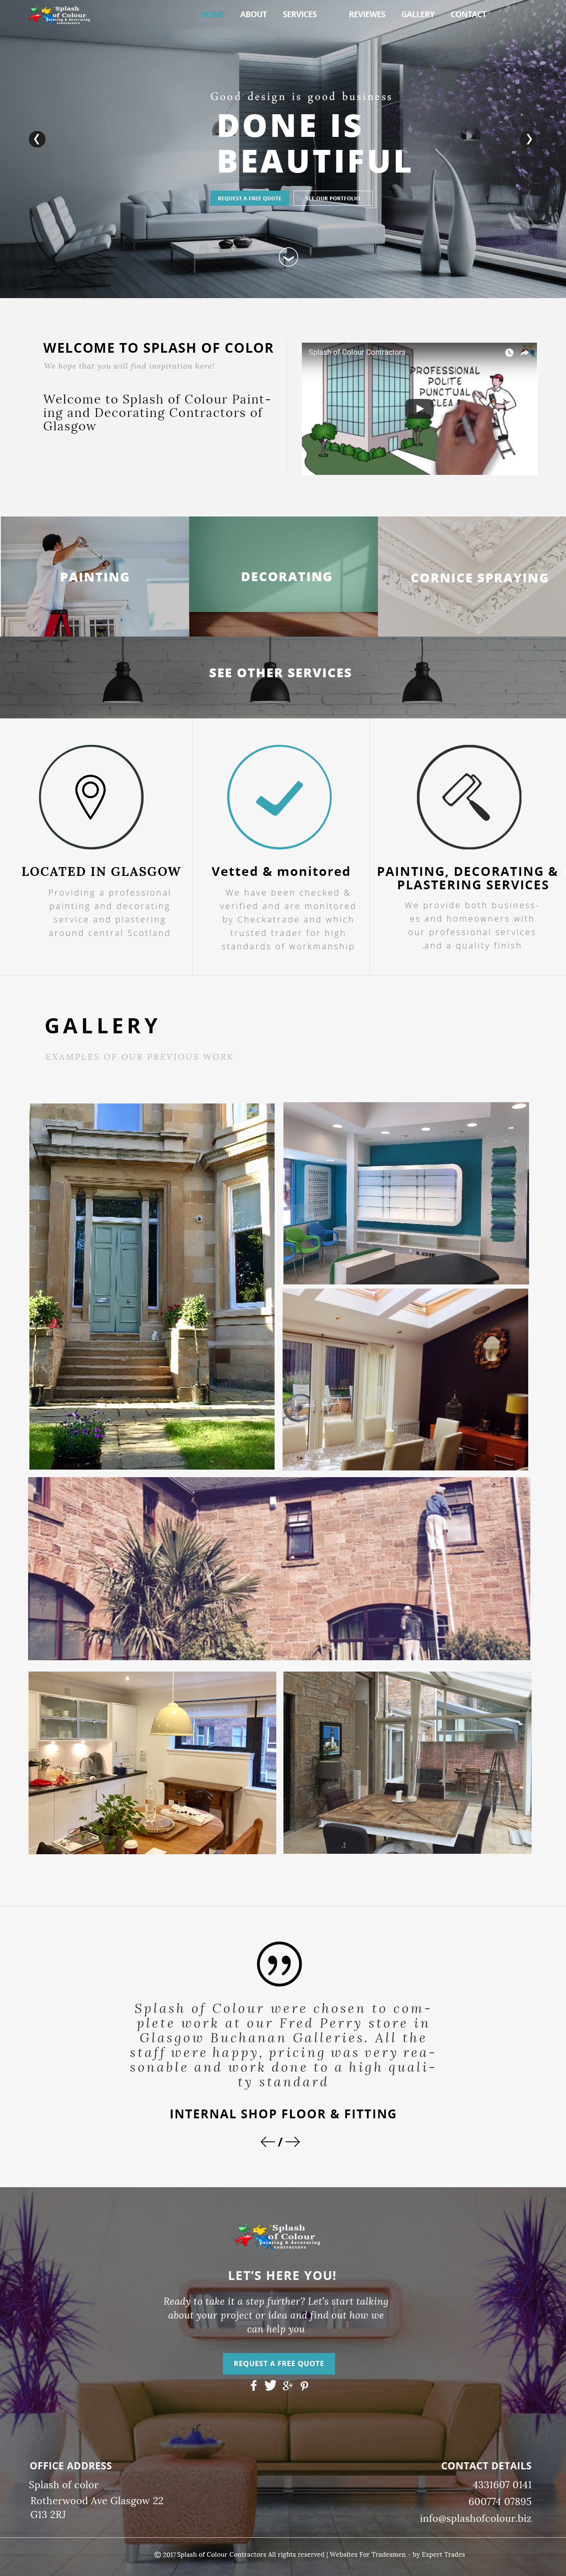 Splash
of Colour
painting & decorating
contractors
HOME ABOUT SERVICES REVIEWES GALLERY CONTACT
Good design is good business
DONE IS
BEAUTIFUL
REQUEST A FREE QUOTE SEE OUR PORTFOLIO
WELCOME TO SPLASH OF COLOR
We hope that you will find inspiration here!
Welcome to Splash of Colour Paint-
ing and Decorating Contractors of
Glasgow
Splash of Colour Contractors
PROFESSIONAL
POLITE
PUNCTUAL
CLEA
PAINTING
DECORATING
CORNICE SPRAYING
SEE OTHER SERVICES
LOCATED IN GLASGOW
Providing a professional
painting and decorating
service and plastering
around central Scotland
Vetted & monitored
We have been checked &
verified and are monitored
by Checkatrade and which
trusted trader for high
standards of workmanship
PAINTING, DECORATING &
PLASTERING SERVICES
We provide both business-
es and homeowners with
our professional services
.and a quality finish
GALLERY
EXAMPLES OF OUR PREVIOUS WORK
.1
Splash of Colour were chosen to com-
plete work at our Fred Perry store in
Glasgow Buchanan Galleries. All the
staff were happy, pricing was very rea-
sonable and work done to a high quali-
ty standard
INTERNAL SHOP FLOOR & FITTING
/
Splash
of Colour
painting & decorating
contractors
LET'S HERE YOU!
Ready to take it a step further? Let's start talking
about your project or idea and find out how we
can help you
REQUEST A FREE QUOTE
OFFICE ADDRESS
Splash of color
Rotherwood Ave Glasgow 22
G13 2RJ
CONTACT DETAILS
4331607 0141
600774 07895
info@splashofcolour.biz
© 2017 Splash of Colour Contractors All rights reserved | Websites For Tradesmen - by Expert Trades